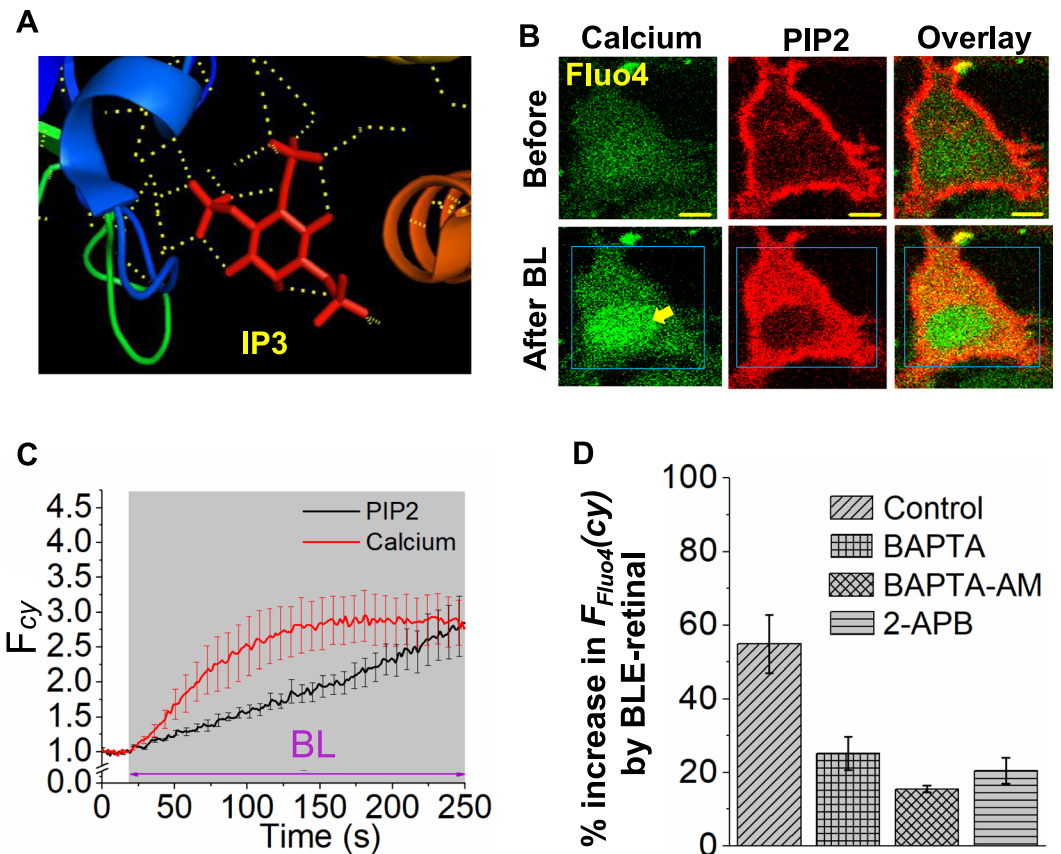 A
IP3
B
Calcium
PIP2
Overlay
Fluo4
Before
After BL
C
4.5
4.0
3.5
3.0
2.5
2.0
1.5
1.0
0.0
Fcy
PIP2
Calcium
BL
0 50 100 150 200 250
Time (s)
D
% increase in FFluo4(cy)
by BLE-retinal
100
80
60
40
20
0
Control
BAPTA
BAPTA-AM
2-APB